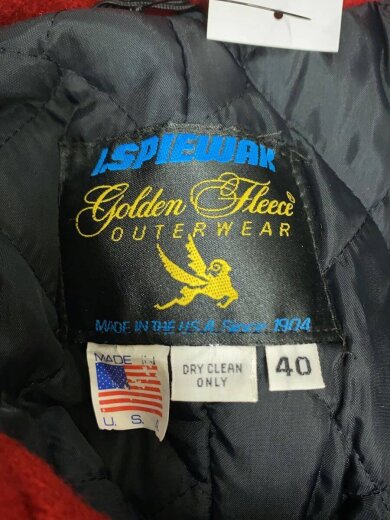 I.SPIEWAK
Golden Fleece
OUTERWEAR
MADE IN THE U.S.A. Since 1904
MADE IN
U. S.
DRY CLEAN
ONLY
40